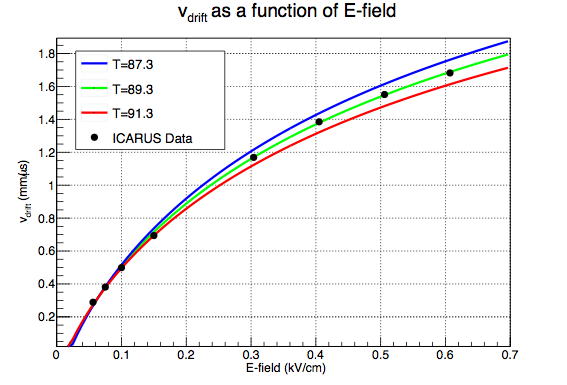 v_drift as a function of E-field
T=87.3
T=89.3
T=91.3
ICARUS Data
v_drift (mm/μs)
1.8
1.6
1.4
1.2
1
0.8
0.6
0.4
0.2
0 0.1 0.2 0.3 0.4 0.5 0.6 0.7
E-field (kV/cm)